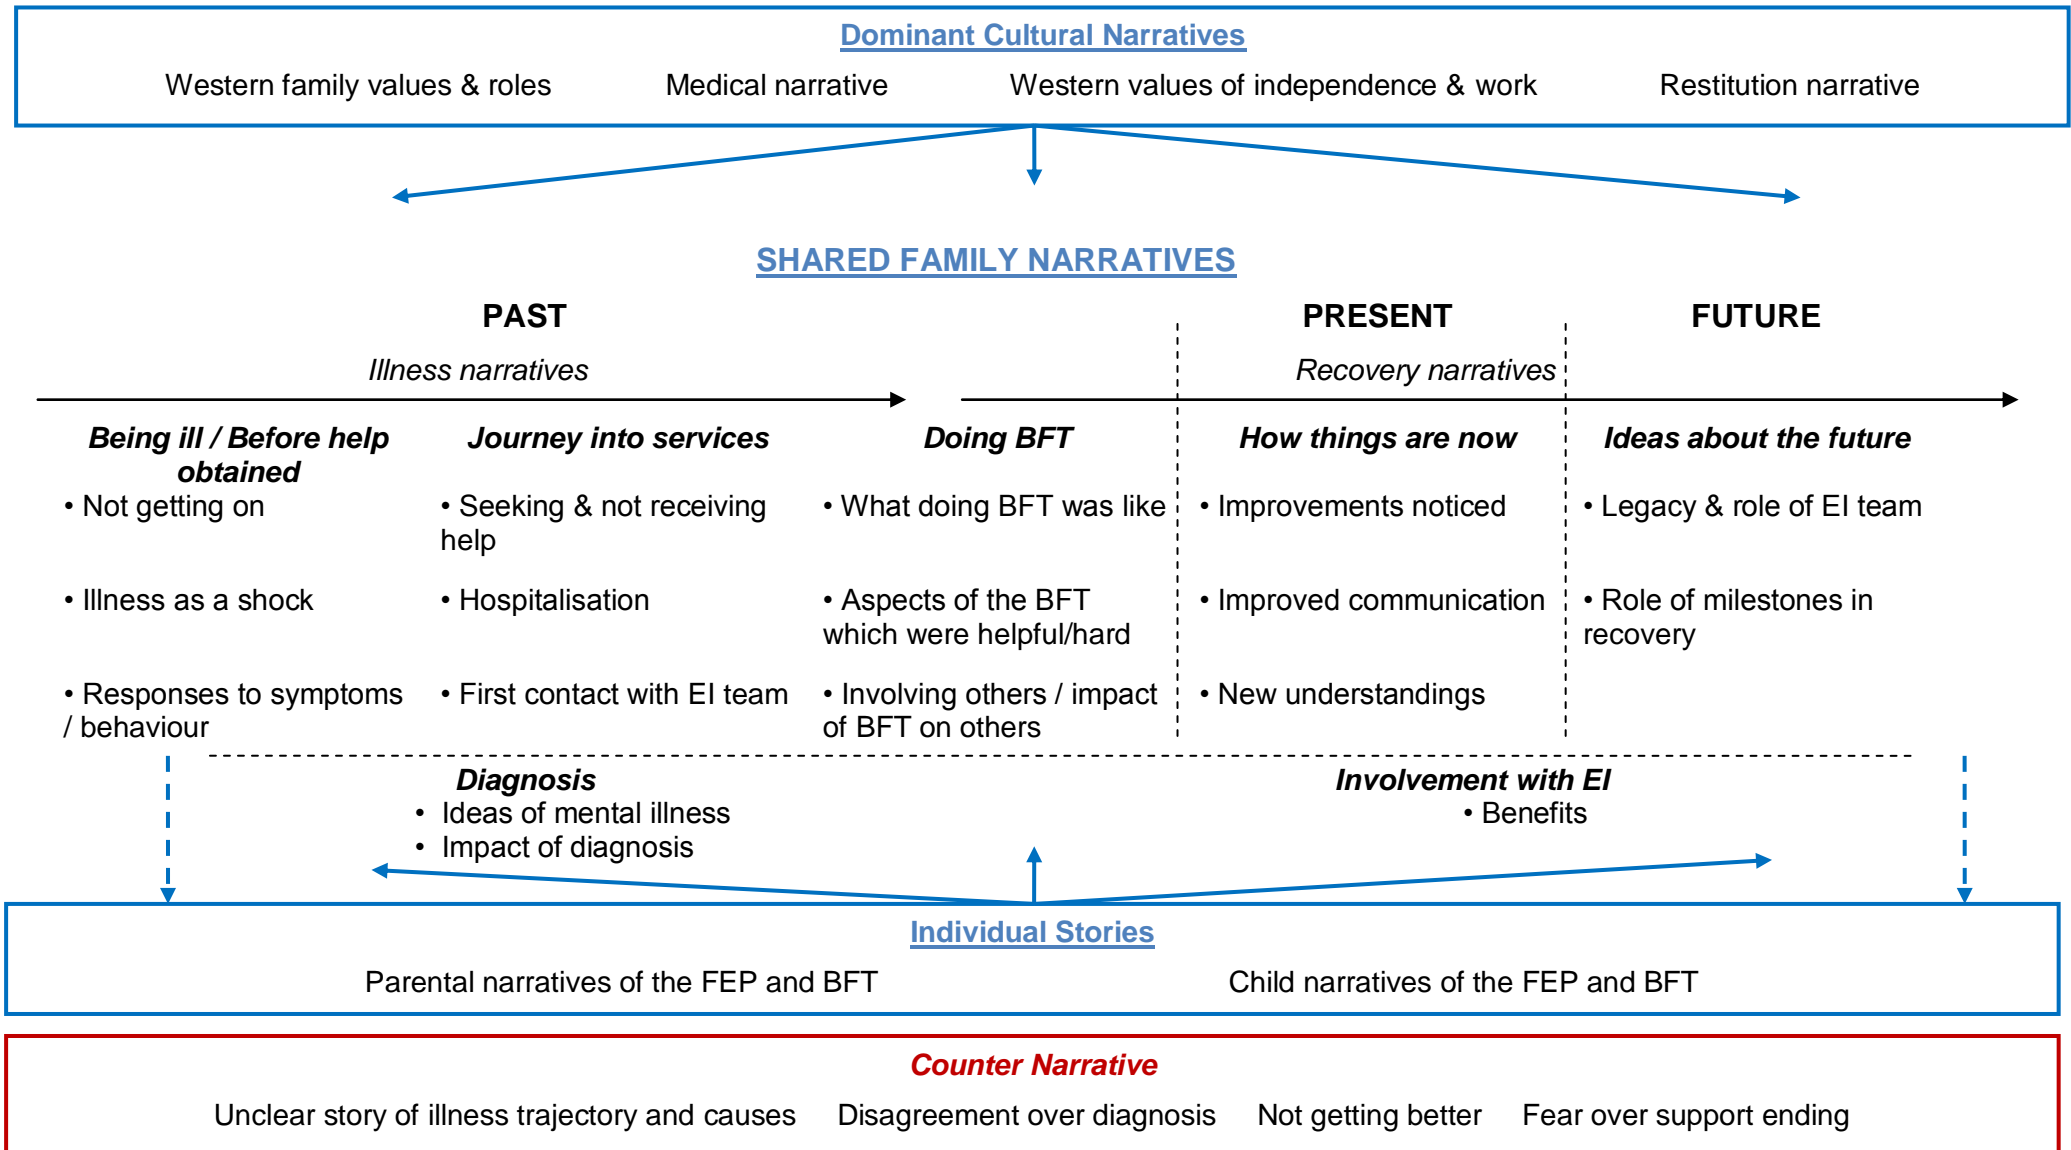 Dominant Cultural Narratives
Western family values & roles Medical narrative Western values of independence & work Restitution narrative
SHARED FAMILY NARRATIVES
PAST PRESENT FUTURE
Illness narratives Recovery narratives
Being ill / Before help obtained
Journey into services
Doing BFT
How things are now
Ideas about the future
• Not getting on
• Seeking & not receiving
help
• What doing BFT was like
• Improvements noticed
• Legacy & role of EI team
• Illness as a shock
• Hospitalisation
• Aspects of the BFT
which were helpful/hard
• Improved communication
• Role of milestones in
recovery
• Responses to symptoms
/ behaviour
• First contact with EI team
• Involving others / impact
of BFT on others
• New understandings
Diagnosis
• Ideas of mental illness
• Impact of diagnosis
Involvement with EI
• Benefits
Individual Stories
Parental narratives of the FEP and BFT Child narratives of the FEP and BFT
Counter Narrative
Unclear story of illness trajectory and causes Disagreement over diagnosis Not getting better Fear over support ending